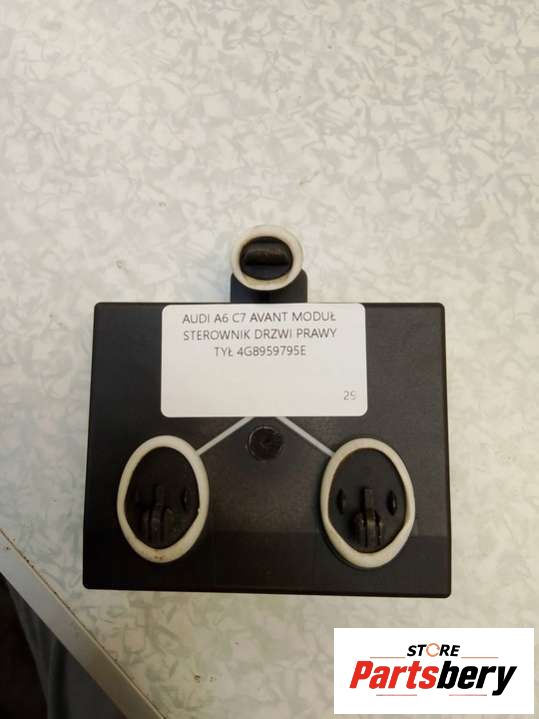 AUDI A6 C7 AVANT MODUŁ
STEROWNIK DRZWI PRAWY
TYŁ 4G8959795E
29
STORE
Partsbery